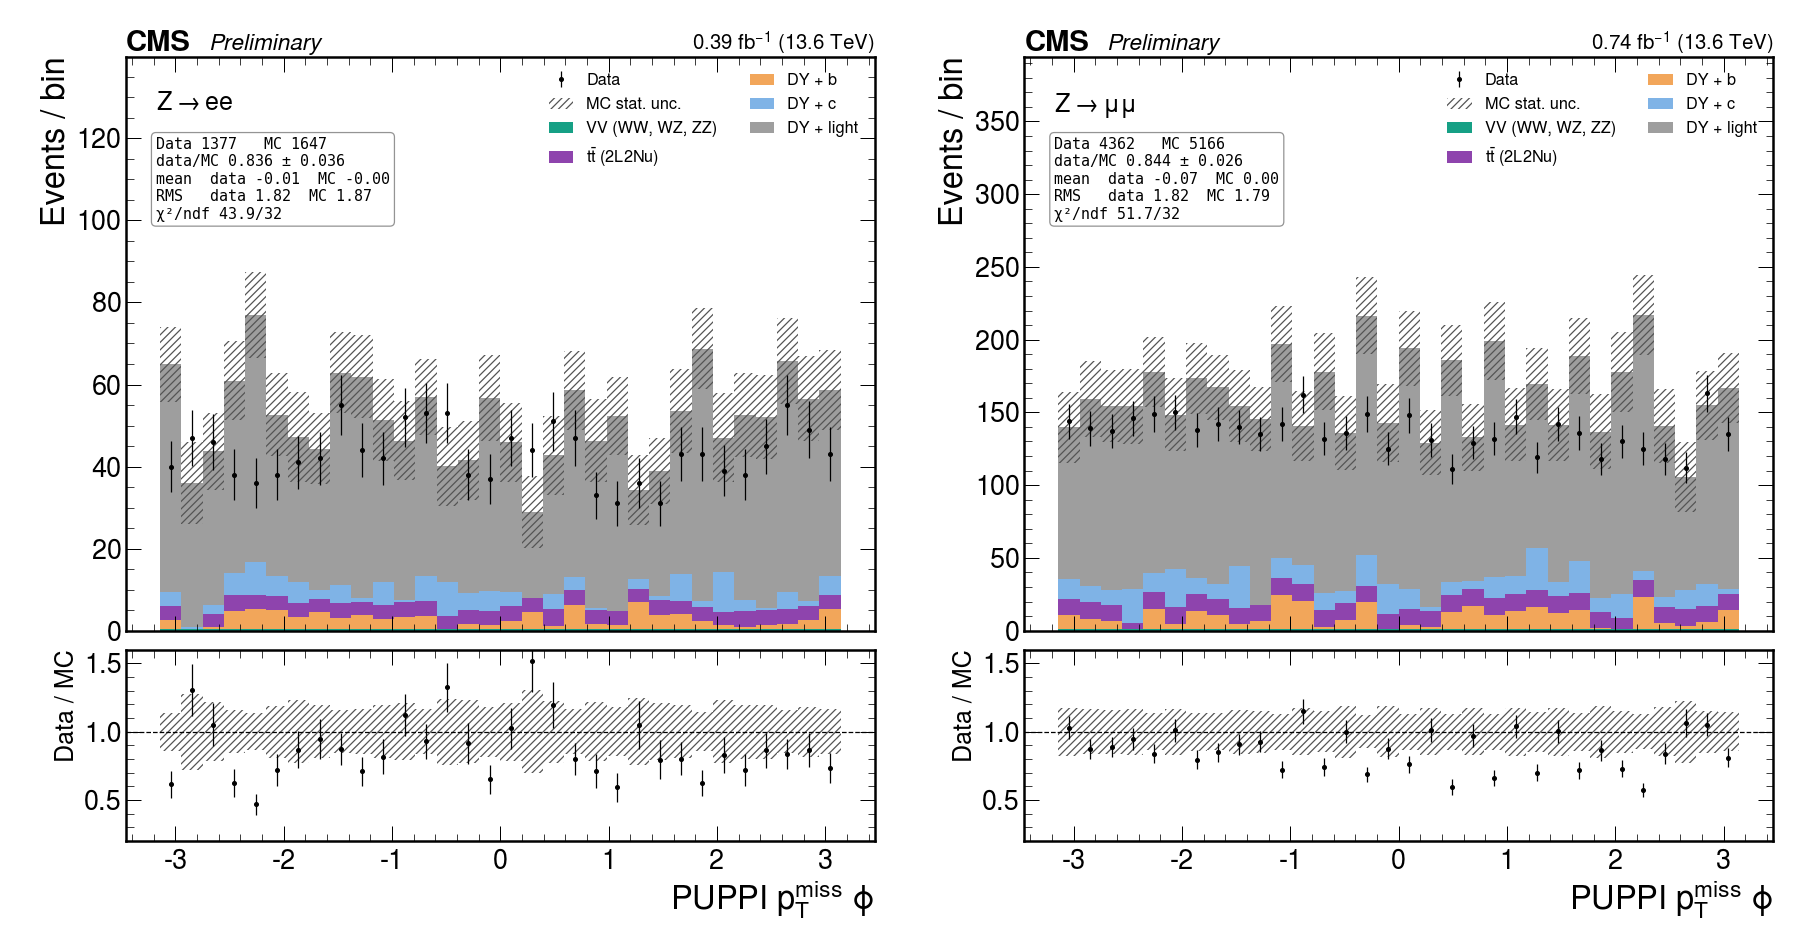 CMS Preliminary 0.39 fb⁻¹ (13.6 TeV)
Events / bin
Z→ee
Data
MC stat. unc.
VV (WW, WZ, ZZ)
tt̄ (2L2Nu)
DY + b
DY + c
DY + light
Data 1377 MC 1647
data/MC 0.836 ± 0.036
mean data -0.01 MC -0.00
RMS data 1.82 MC 1.87
χ²/ndf 43.9/32
120
100
80
60
40
20
0
Data / MC
1.5
1.0
0.5
-3 -2 -1 0 1 2 3
PUPPI p_T^miss ϕ
CMS Preliminary 0.74 fb⁻¹ (13.6 TeV)
Events / bin
Z→μμ
Data
MC stat. unc.
VV (WW, WZ, ZZ)
tt̄ (2L2Nu)
DY + b
DY + c
DY + light
Data 4362 MC 5166
data/MC 0.844 ± 0.026
mean data -0.07 MC 0.00
RMS data 1.82 MC 1.79
χ²/ndf 51.7/32
350
300
250
200
150
100
50
0
Data / MC
1.5
1.0
0.5
-3 -2 -1 0 1 2 3
PUPPI p_T^miss ϕ